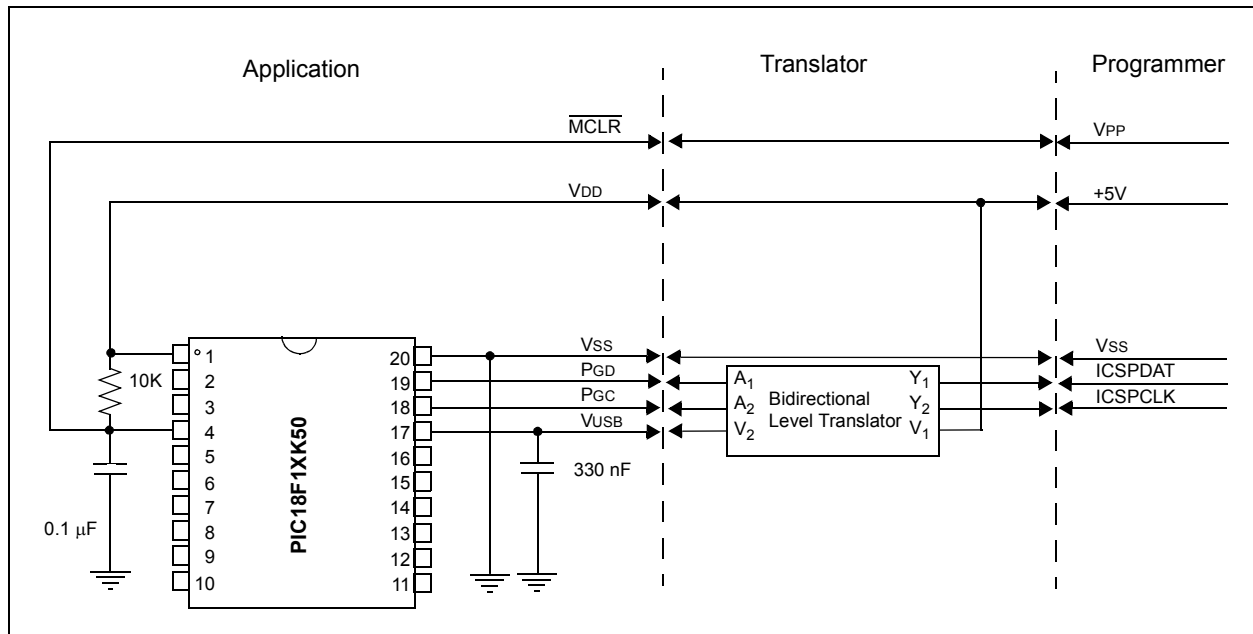 Application
Translator
Programmer
MCLR
VPP
VDD
+5V
VSS
VSS
PGD
ICSPDAT
PGC
ICSPCLK
VUSB
A1
Y1
A2
Y2
V2
V1
Bidirectional
Level Translator
10K
0.1 μF
330 nF
PIC18F1XK50
1
2
3
4
5
6
7
8
9
10
20
19
18
17
16
15
14
13
12
11